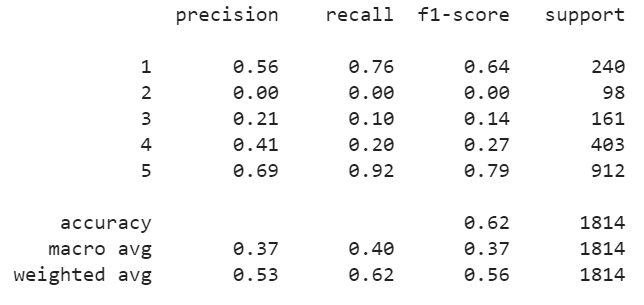 precision recall f1-score support
1 0.56 0.76 0.64 240
2 0.00 0.00 0.00 98
3 0.21 0.10 0.14 161
4 0.41 0.20 0.27 403
5 0.69 0.92 0.79 912
accuracy 0.62 1814
macro avg 0.37 0.40 0.37 1814
weighted avg 0.53 0.62 0.56 1814